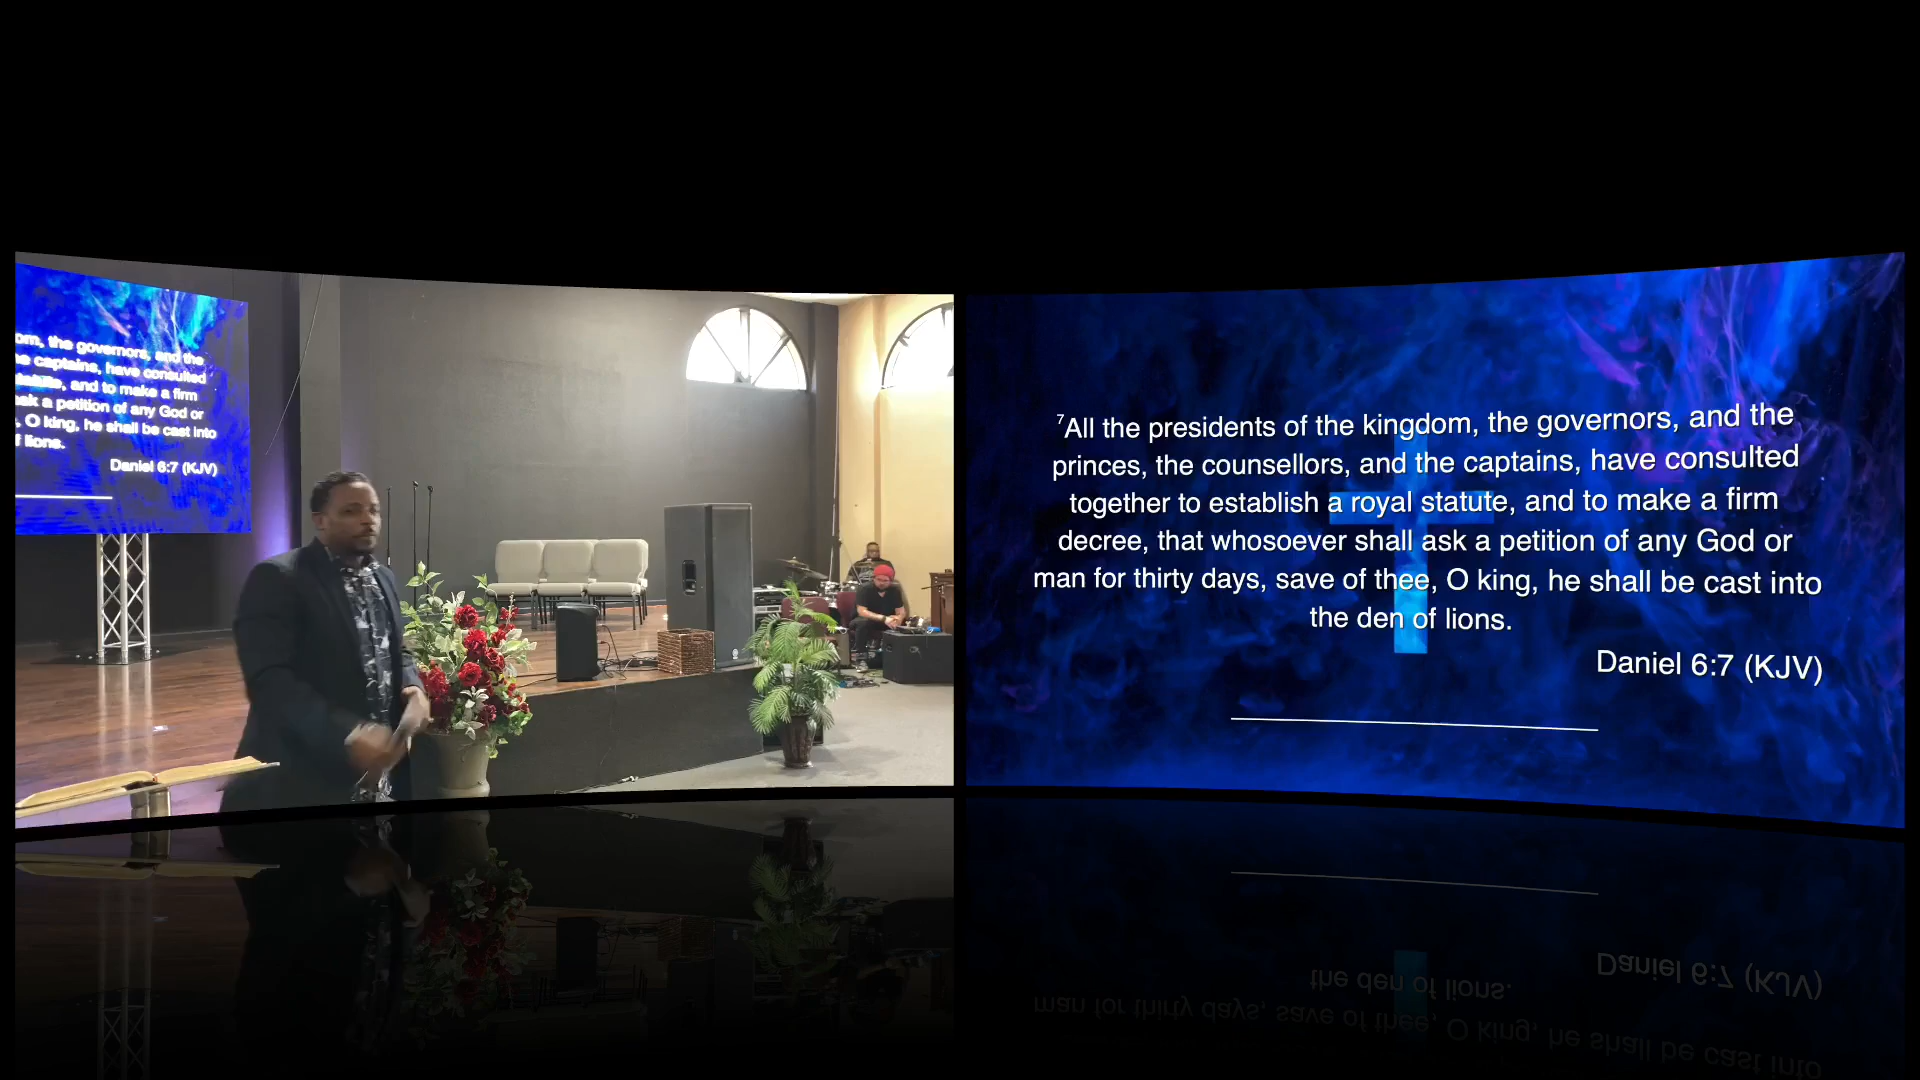 om, the governors, and the
he captains, have consulted
statute, and to make a firm
ask a petition of any God or
, O king, he shall be cast into
f lions.
Daniel 6:7 (KJV)
7All the presidents of the kingdom, the governors, and the
princes, the counsellors, and the captains, have consulted
together to establish a royal statute, and to make a firm
decree, that whosoever shall ask a petition of any God or
man for thirty days, save of thee, O king, he shall be cast into
the den of lions.
Daniel 6:7 (KJV)